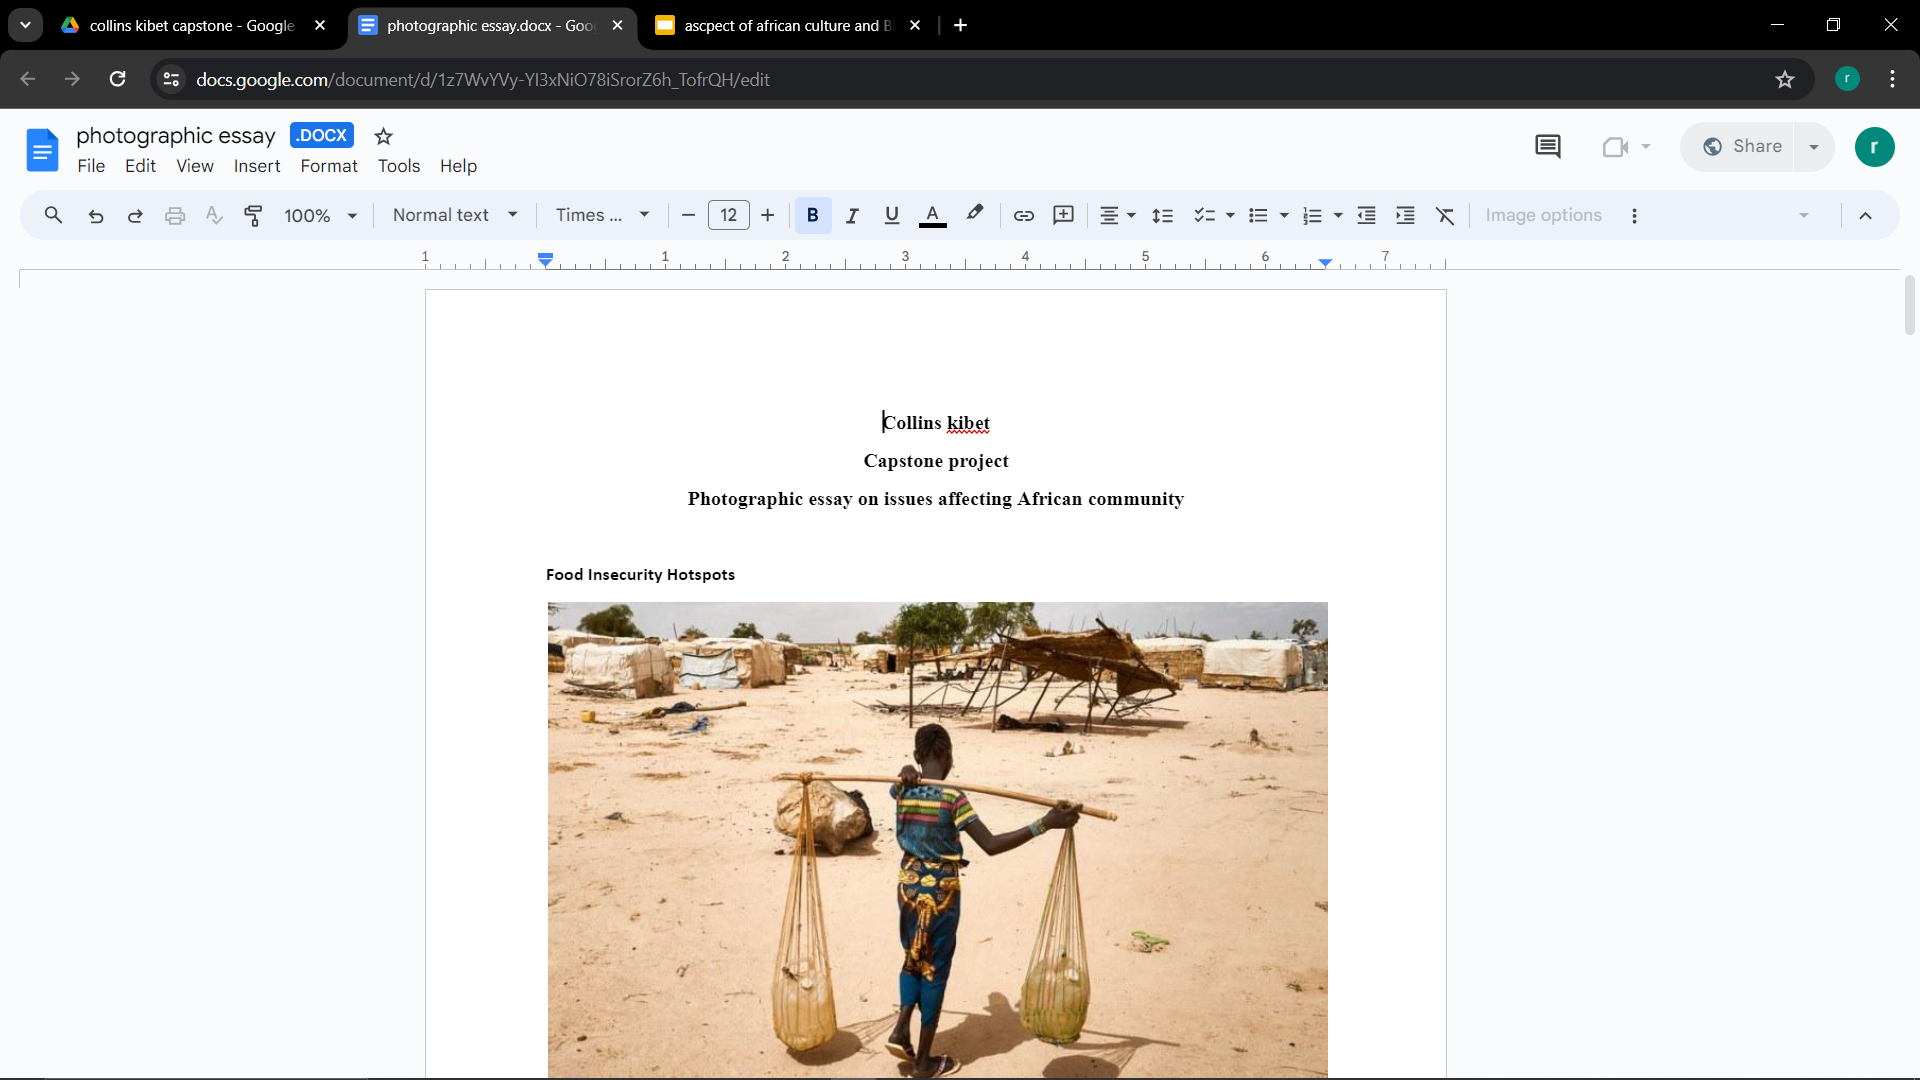 collins kibet capstone - Google
photographic essay.docx - Goo
ascpect of african culture and B
docs.google.com/document/d/1z7WvYVy-YI3xNiO78iSrorZ6h_TofrQH/edit
r
photographic essay .DOCX
File Edit View Insert Format Tools Help
Share
r
100% Normal text Times ... 12 B I U A Image options
1 1 2 3 4 5 6 7
Collins kibet
Capstone project
Photographic essay on issues affecting African community
Food Insecurity Hotspots